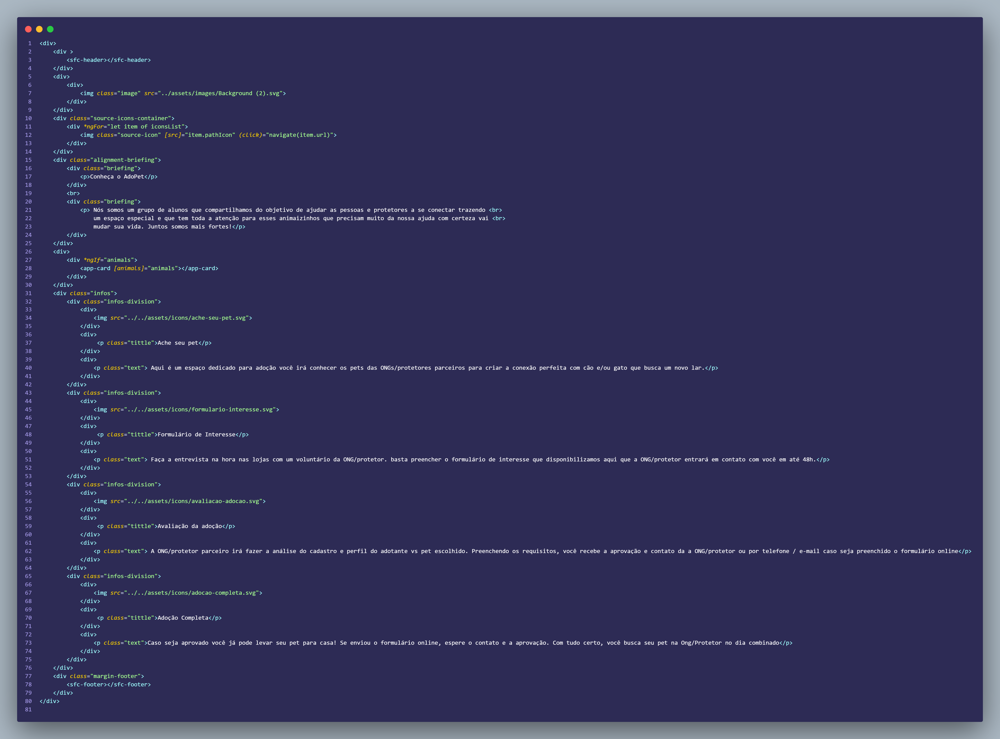 1 <div>
2     <div >
3         <sfc-header></sfc-header>
4     </div>
5     <div>
6         <div>
7             <img class="image" src="../assets/images/Background (2).svg">
8         </div>
9     </div>
10     <div class="source-icons-container">
11         <div *ngFor="let item of iconsList">
12             <img class="source-icon" [src]="item.pathIcon" (click)="navigate(item.url)">
13         </div>
14     </div>
15     <div class="alignment-briefing">
16         <div class="briefing">
17             <p>Conheça o AdoPet</p>
18         </div>
19         <br>
20         <div class="briefing">
21             <p> Nós somos um grupo de alunos que compartilhamos do objetivo de ajudar as pessoas e protetores a se conectar trazendo <br>
22                 um espaço especial e que tem toda a atenção para esses animaizinhos que precisam muito da nossa ajuda com certeza vai <br>
23                 mudar sua vida. Juntos somos mais fortes!</p>
24         </div>
25     </div>
26     <div>
27         <div *ngIf="animals">
28             <app-card [animals]="animals"></app-card>
29         </div>
30     </div>
31     <div class="infos">
32         <div class="infos-division">
33             <div>
34                 <img src="../../assets/icons/ache-seu-pet.svg">
35             </div>
36             <div>
37                  <p class="tittle">Ache seu pet</p>
38             </div>
39             <div>
40                 <p class="text"> Aqui é um espaço dedicado para adoção você irá conhecer os pets das ONGs/protetores parceiros para criar a conexão perfeita com cão e/ou gato que busca um novo lar.</p>
41             </div>
42         </div>
43         <div class="infos-division">
44             <div>
45                 <img src="../../assets/icons/formulario-interesse.svg">
46             </div>
47             <div>
48                  <p class="tittle">Formulário de Interesse</p>
49             </div>
50             <div>
51                 <p class="text"> Faça a entrevista na hora nas lojas com um voluntário da ONG/protetor. basta preencher o formulário de interesse que disponibilizamos aqui que a ONG/protetor entrará em contato com você em até 48h.</p>
52             </div>
53         </div>
54         <div class="infos-division">
55             <div>
56                 <img src="../../assets/icons/avaliacao-adocao.svg">
57             </div>
58             <div>
59                  <p class="tittle">Avaliação da adoção</p>
60             </div>
61             <div>
62                 <p class="text"> A ONG/protetor parceiro irá fazer a análise do cadastro e perfil do adotante vs pet escolhido. Preenchendo os requisitos, você recebe a aprovação e contato da a ONG/protetor ou por telefone / e-mail caso seja preenchido o formulário online</p>
63             </div>
64         </div>
65         <div class="infos-division">
66             <div>
67                 <img src="../../assets/icons/adocao-completa.svg">
68             </div>
69             <div>
70                  <p class="tittle">Adoção Completa</p>
71             </div>
72             <div>
73                 <p class="text">Caso seja aprovado você já pode levar seu pet para casa! Se enviou o formulário online, espere o contato e a aprovação. Com tudo certo, você busca seu pet na Ong/Protetor no dia combinado</p>
74             </div>
75         </div>
76     </div>
77     <div class="margin-footer">
78         <sfc-footer></sfc-footer>
79     </div>
80 </div>
81